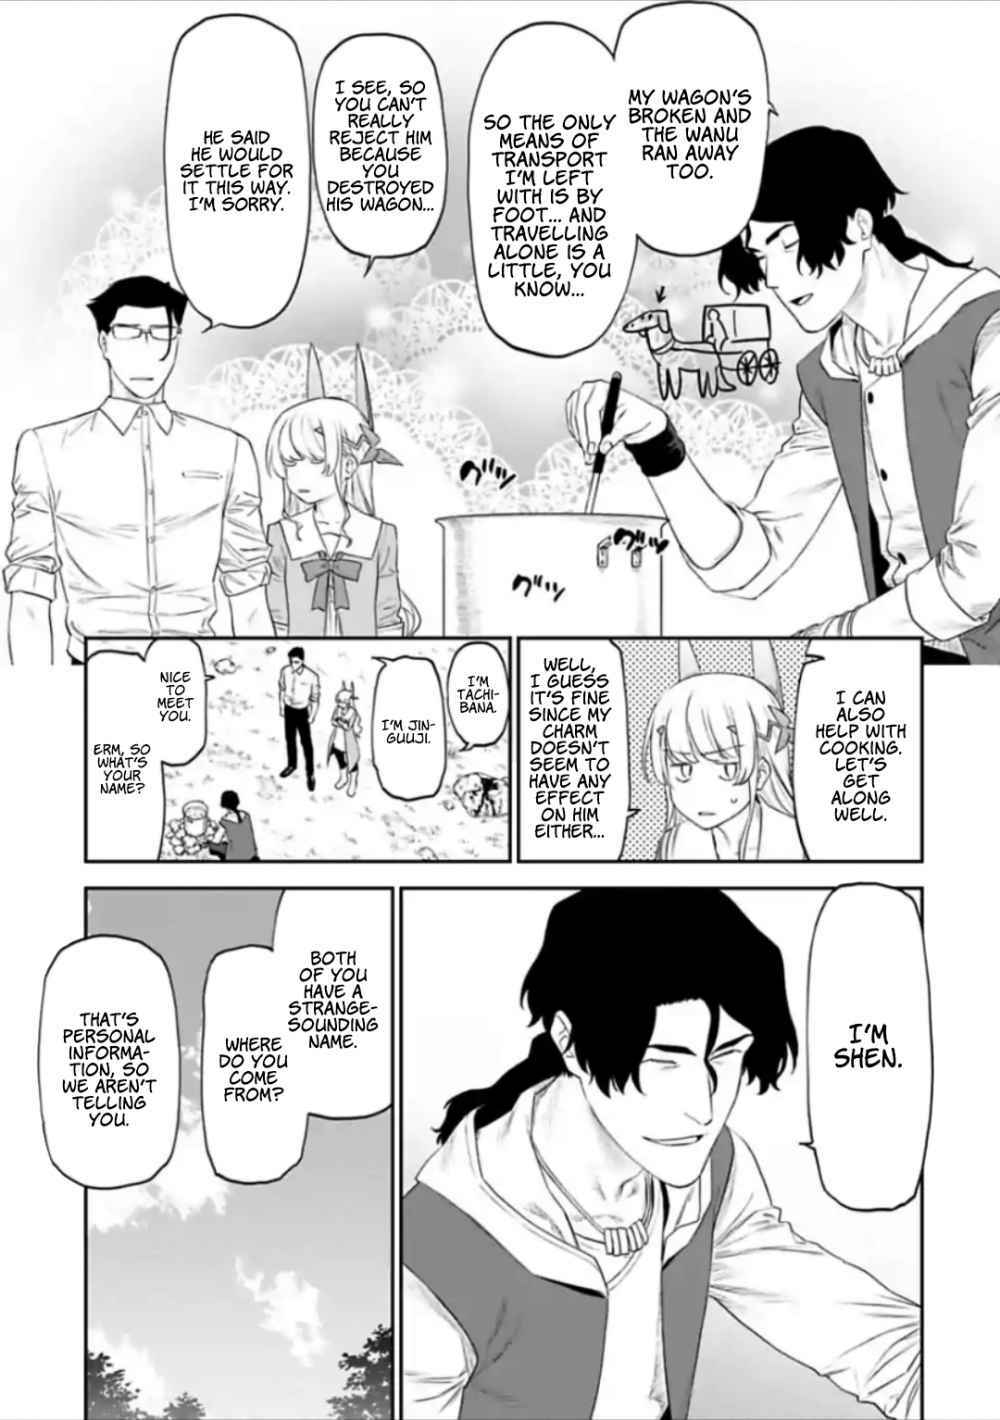 MY WAGON'S
BROKEN AND
THE WANU
RAN AWAY
TOO.
SO THE ONLY
MEANS OF
TRANSPORT
I'M LEFT
WITH IS BY
FOOT... AND
TRAVELLING
ALONE IS A
LITTLE, YOU
KNOW...
I SEE, SO
YOU CAN'T
REALLY
REJECT HIM
BECAUSE
YOU
DESTROYED
HIS WAGON...
HE SAID
HE WOULD
SETTLE FOR
IT THIS WAY.
I'M SORRY.
グツ
グツ
グツ
I CAN
ALSO
HELP WITH
COOKING.
LET'S
GET
ALONG
WELL.
WELL,
I GUESS
IT'S FINE
SINCE MY
CHARM
DOESN'T
SEEM TO
HAVE ANY
EFFECT
ON HIM
EITHER...
I'M
TACHI-
BANA.
I'M JIN-
GUUJI.
NICE
TO
MEET
YOU.
ERM, SO
WHAT'S
YOUR
NAME?
I'M
SHEN.
BOTH
OF YOU
HAVE A
STRANGE-
SOUNDING
NAME.
WHERE
DO YOU
COME
FROM?
THAT'S
PERSONAL
INFORMA-
TION, SO
WE AREN'T
TELLING
YOU.